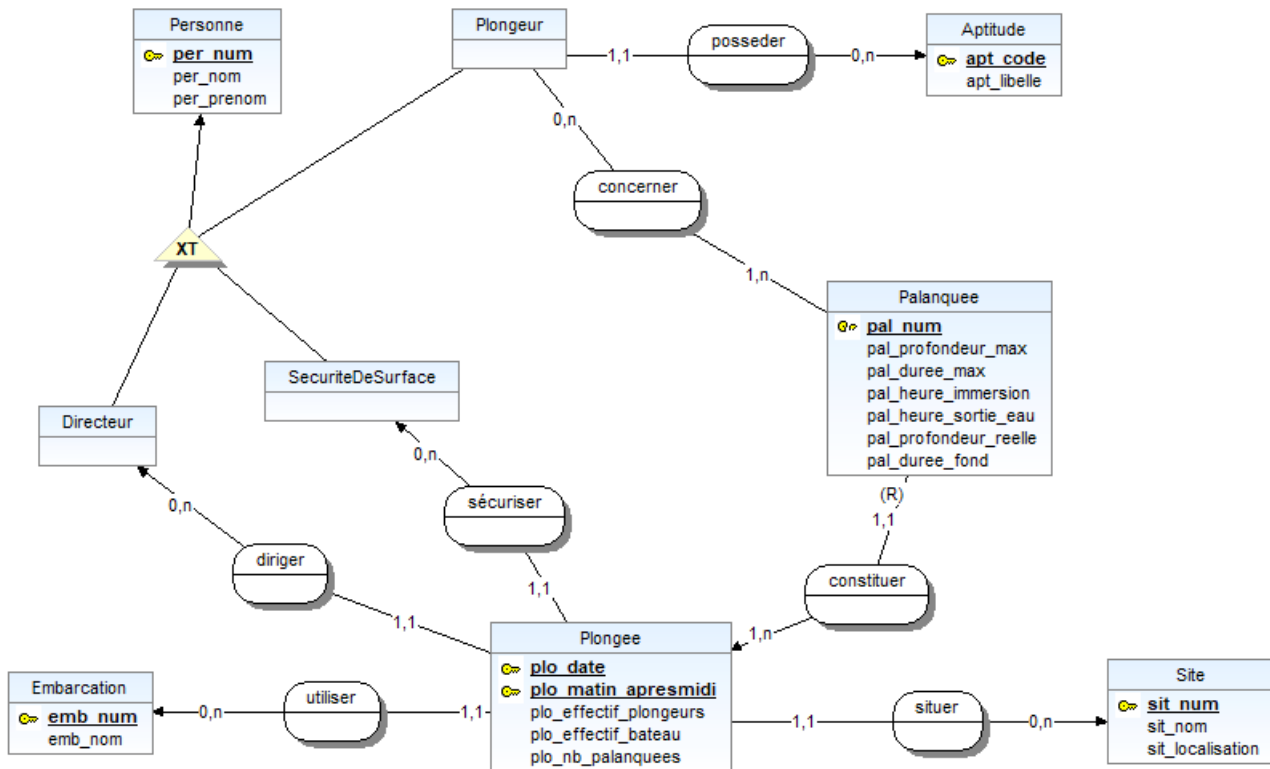 Personne
per_num
per_nom
per_prenom
Plongeur
1,1
posseder
0,n
Aptitude
apt_code
apt_libelle
0,n
concerner
1,n
XT
Palanquee
pal_num
pal_profondeur_max
pal_duree_max
pal_heure_immersion
pal_heure_sortie_eau
pal_profondeur_reelle
pal_duree_fond
SecuriteDeSurface
Directeur
0,n
sécuriser
1,1
0,n
diriger
1,1
(R)
1,1
constituer
1,n
Plongee
plo_date
plo_matin_apresmidi
plo_effectif_plongeurs
plo_effectif_bateau
plo_nb_palanquees
Embarcation
emb_num
emb_nom
0,n
utiliser
1,1
1,1
situer
0,n
Site
sit_num
sit_nom
sit_localisation